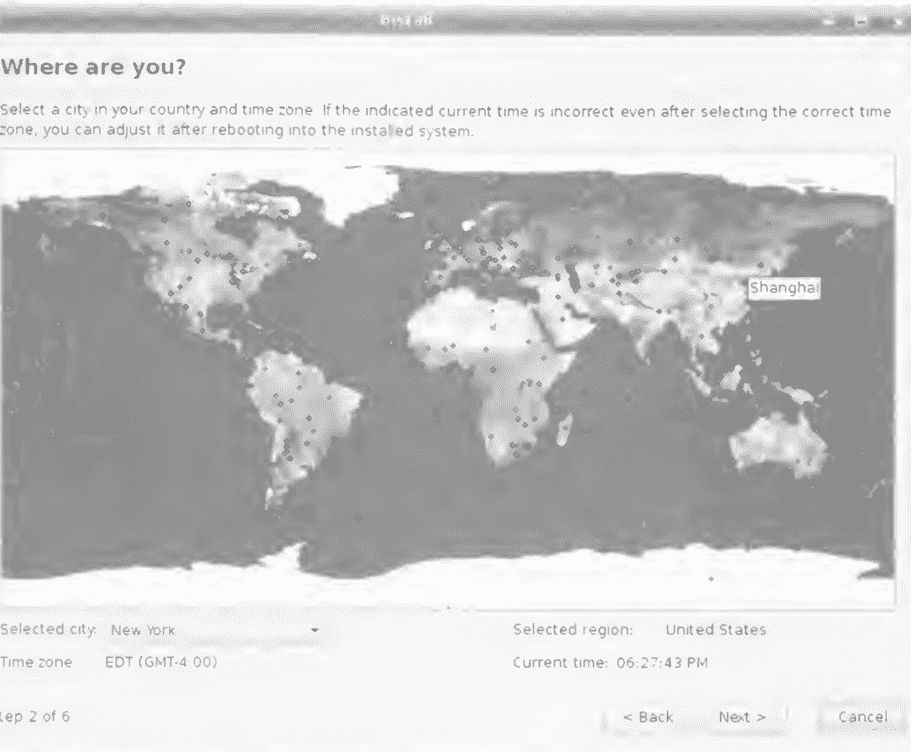 Install
Where are you?
Select a city in your country and time zone. If the indicated current time is incorrect even after selecting the correct time
zone, you can adjust it after rebooting into the installed system.
Shanghai
Selected city: New York
Selected region: United States
Time zone EDT (GMT-4:00)
Current time: 06:27:43 PM
tep 2 of 6
< Back
Next >
Cancel